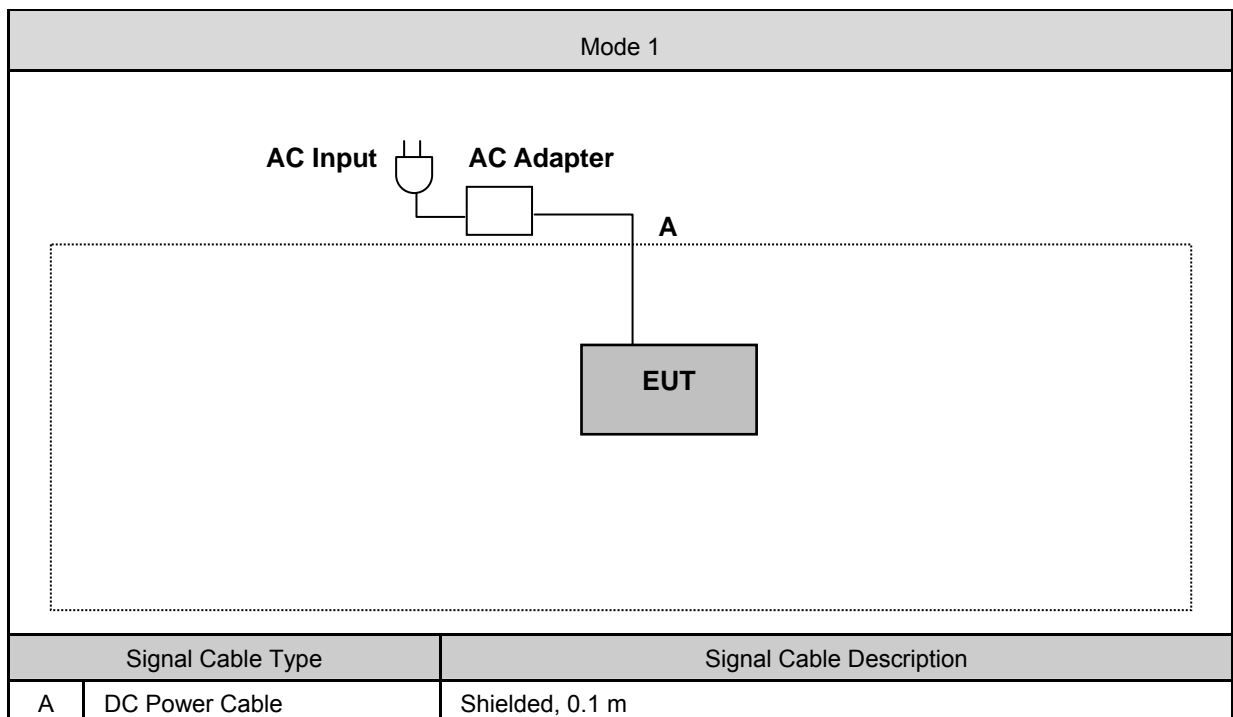 Mode 1
AC Input AC Adapter
A
EUT
Signal Cable Type Signal Cable Description
A DC Power Cable Shielded, 0.1 m